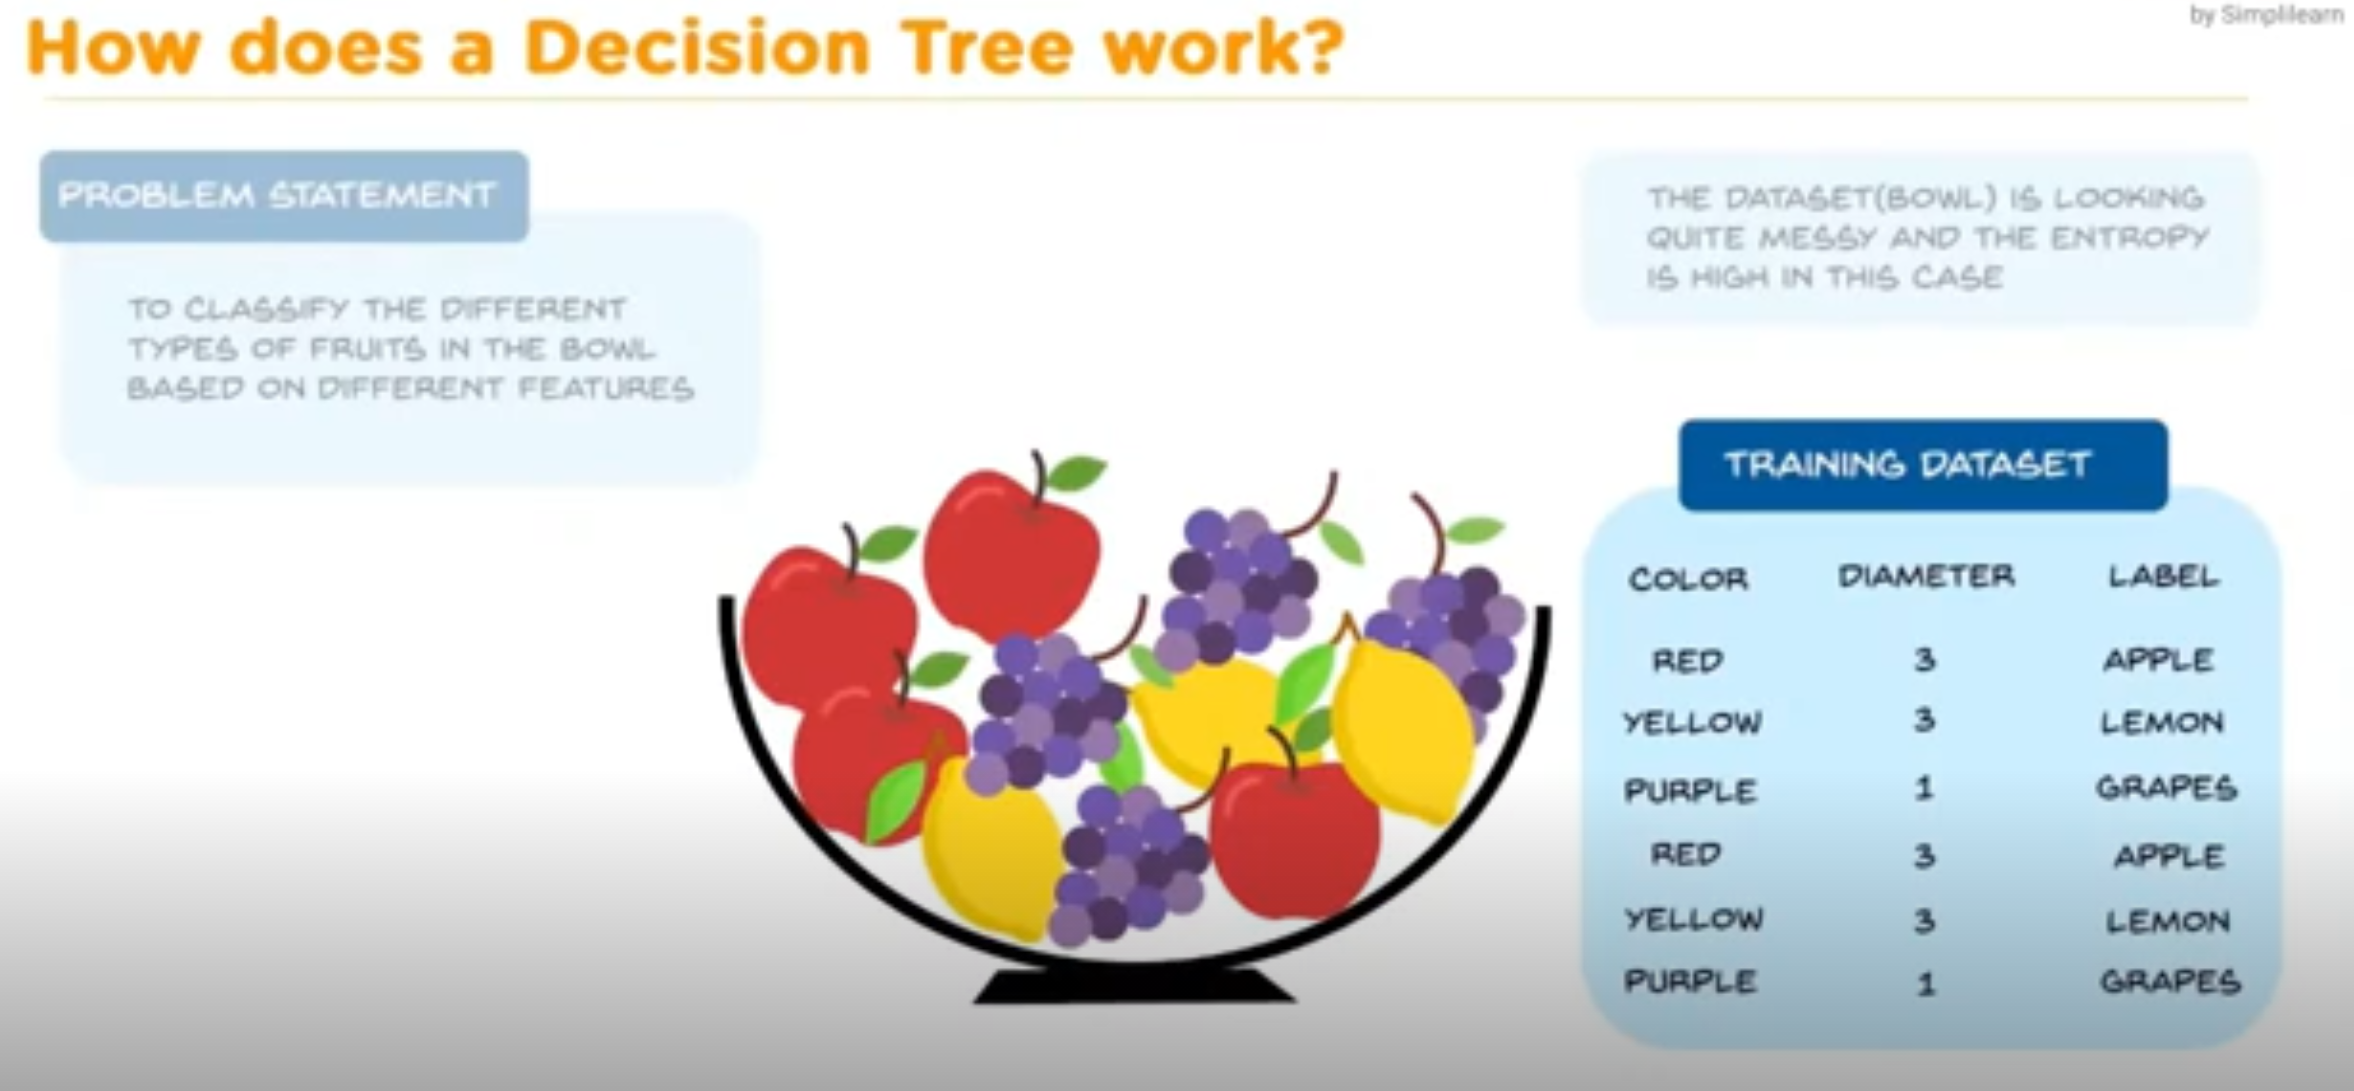 by Simplilearn
How does a Decision Tree work?
PROBLEM STATEMENT
TO CLASSIFY THE DIFFERENT
TYPES OF FRUITS IN THE BOWL
BASED ON DIFFERENT FEATURES
THE DATASET(BOWL) IS LOOKING
QUITE MESSY AND THE ENTROPY
IS HIGH IN THIS CASE
TRAINING DATASET
COLOR DIAMETER LABEL
RED 3 APPLE
YELLOW 3 LEMON
PURPLE 1 GRAPES
RED 3 APPLE
YELLOW 3 LEMON
PURPLE 1 GRAPES